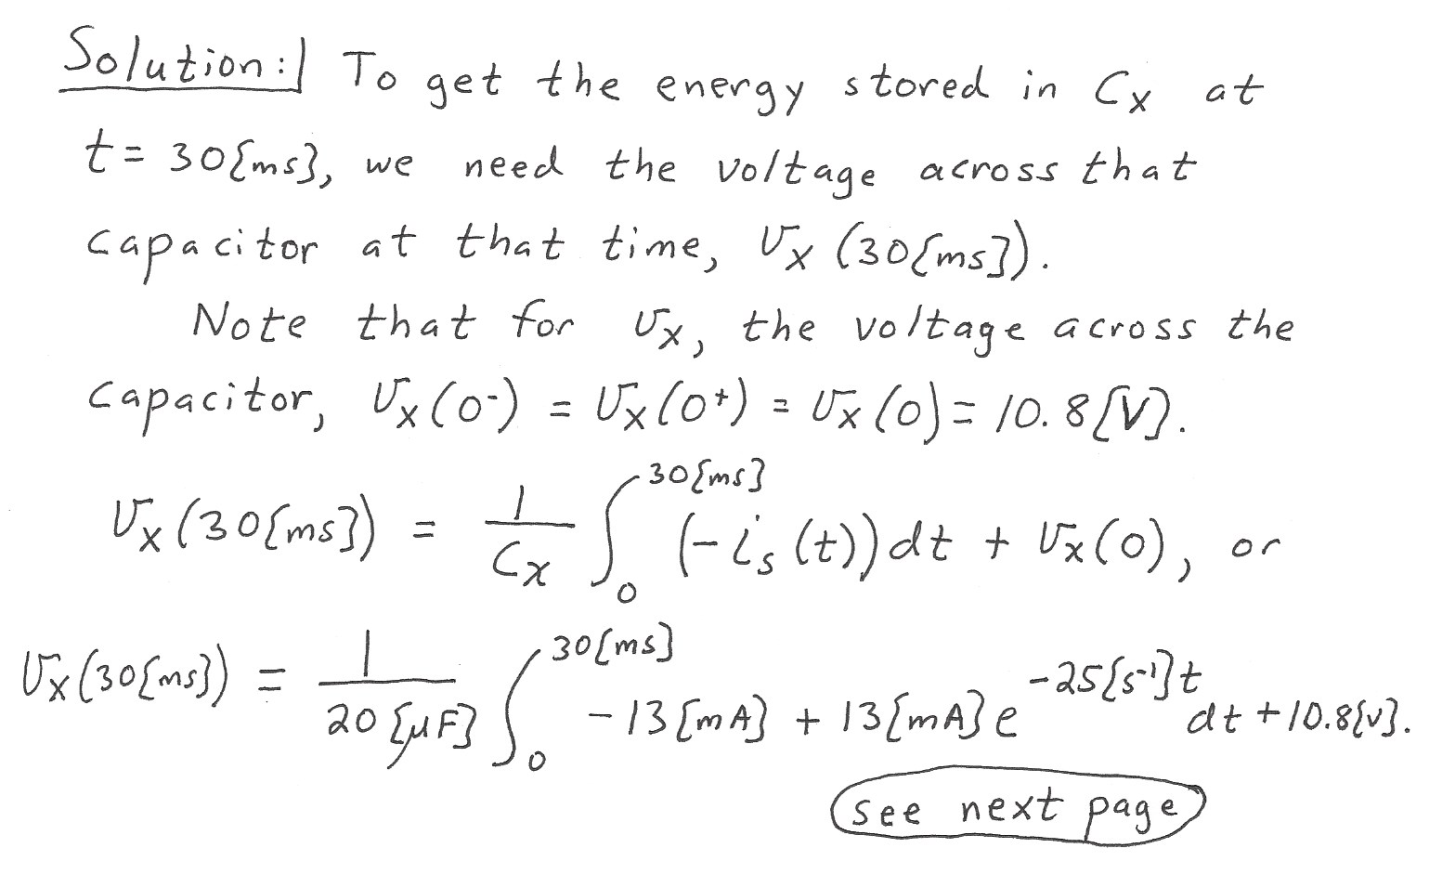 Solution:| To get the energy stored in Cx at
t = 30[ms], we need the voltage across that
capacitor at that time, vx (30[ms]).
Note that for vx, the voltage across the
capacitor, vx(0⁻) = vx(0⁺) = vx(0) = 10.8[V].
vx(30[ms]) = 1/Cx ∫₀^30[ms] (-is(t))dt + vx(0), or
vx(30[ms]) = 1/20[μF] ∫₀^30[ms] -13[mA] + 13[mA]e^-25[s⁻¹]t dt + 10.8[v].
see next page